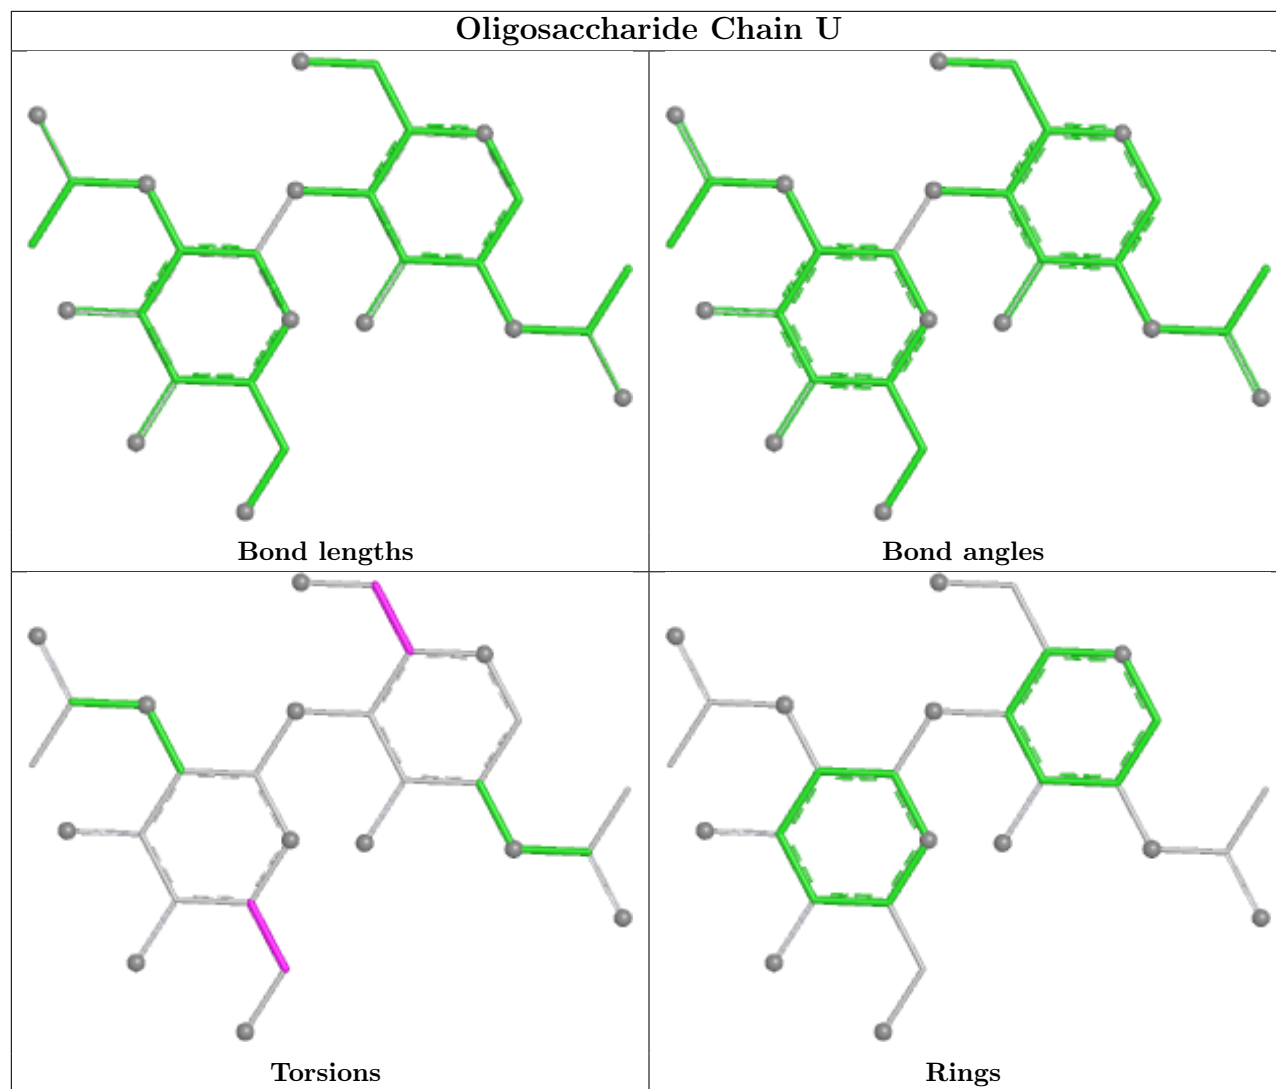 Oligosaccharide Chain U
Bond lengths
Bond angles
Torsions
Rings